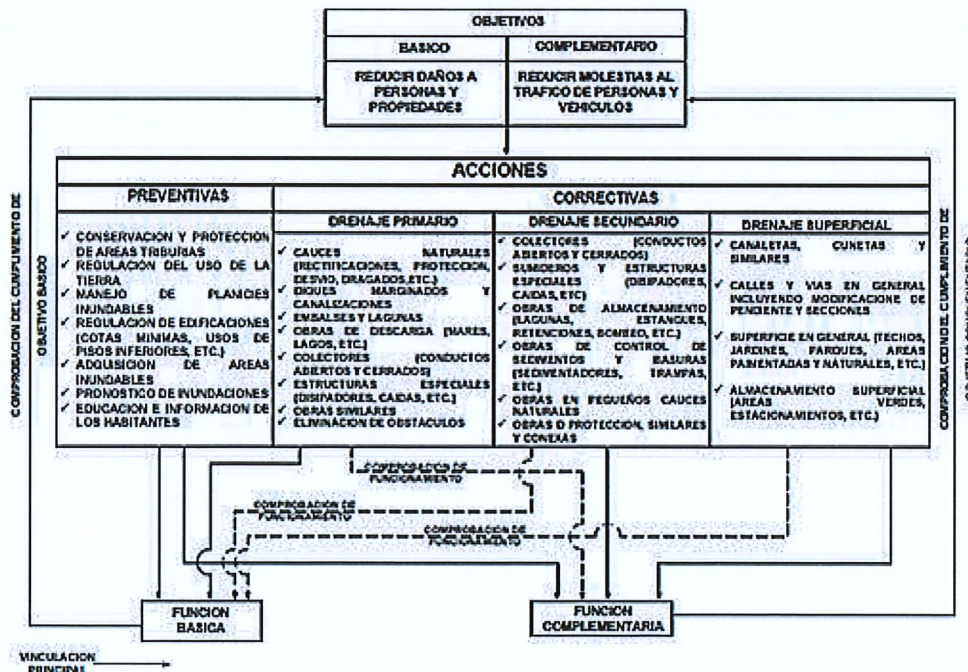 OBJETIVOS
BASICO
COMPLEMENTARIO
REDUCIR DAÑOS A
PERSONAS Y
PROPIEDADES
REDUCIR MOLESTIAS AL
TRAFICO DE PERSONAS Y
VEHICULOS
ACCIONES
PREVENTIVAS
CORRECTIVAS
✓ CONSERVACION Y PROTECCION
DE AREAS TRIBURIAS
✓ REGULACIÓN DEL USO DE LA
TIERRA
✓ MANEJO DE PLANICIES
INUNDABLES
✓ REGULACION DE EDIFICACIONES
(COTAS MINIMAS, USOS DE
PISOS INFERIORES, ETC.)
✓ ADQUISICION DE AREAS
INUNDABLES
✓ PRONOSTICO DE INUNDACIONES
✓ EDUCACION E INFORMACION DE
LOS HABITANTES
DRENAJE PRIMARIO
✓ CAUCES NATURALES
(RECTIFICACIONES, PROTECCION,
DESVIO, DRAGADOS,ETC.)
✓ DIQUES MARGINADOS Y
CANALIZACIONES
✓ EMBALSES Y LAGUNAS
✓ OBRAS DE DESCARGA (MARES,
LAGOS, ETC.)
✓ COLECTORES (CONDUCTOS
ABIERTOS Y CERRADOS)
✓ ESTRUCTURAS ESPECIALES
(DISIPADORES, CAIDAS, ETC.)
✓ OBRAS SIMILARES
✓ ELIMINACION DE OBSTÁCULOS
DRENAJE SECUNDARIO
✓ COLECTORES (CONDUCTOS
ABIERTOS Y CERRADOS)
✓ SUMIDEROS Y ESTRUCTURAS
ESPECIALES (DISIPADORES,
CAIDAS, ETC)
✓ OBRAS DE ALMACENAMIENTO
(LAGUNAS, ESTANQUES,
RETENCIONES, BOMBEO, ETC.)
✓ OBRAS DE CONTROL DE
SEDIMENTOS Y BASURAS
(SEDIMENTADORES, TRAMPAS,
ETC.)
✓ OBRAS EN PEQUEÑOS CAUCES
NATURALES
✓ OBRAS D PROTECCION, SIMILARES
Y CONEXAS
DRENAJE SUPERFICIAL
✓ CANALETAS, CUNETAS Y
SIMILARES
✓ CALLES Y VIAS EN GENERAL
INCLUYENDO MODIFICACIONE DE
PENDIENTE Y SECCIONES
✓ SUPERFICIE EN GENERAL (TECHOS,
JARDINES, PARQUES, AREAS
PAIMENTADAS Y NATURALES, ETC.)
✓ ALMACENAMIENTO SUPERFICIAL
(AREAS VERDES,
ESTACIONAMIENTOS, ETC.)
COMPROBACION DEL CUMPLIMIENTO DE
OBJETIVO BASICO
COMPROBACION DEL CUMPLIMIENTO DE
COMPROBACION DE
FUNCIONAMIENTO
COMPROBACION DE
FUNCIONAMIENTO
COMPROBACION DE
FUNCIONAMIENTO
FUNCION
BASICA
FUNCION
COMPLEMENTARIA
VINCULACION
PRINCIPAL